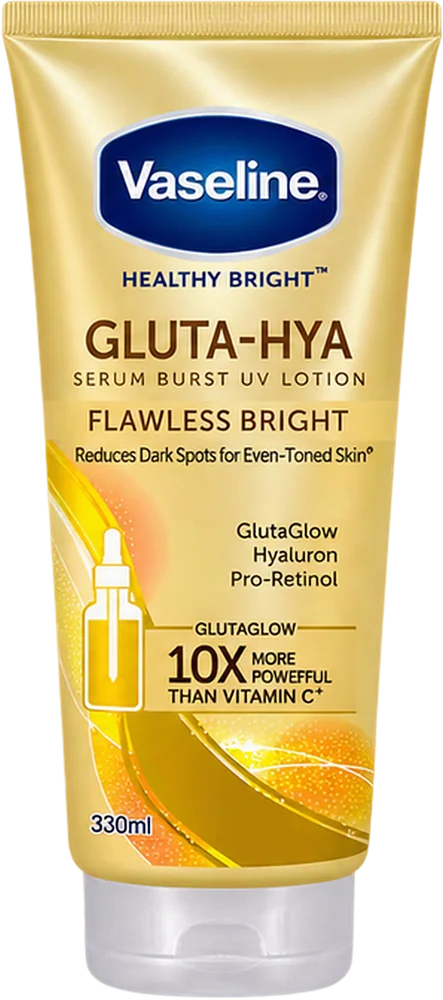 Vaseline®
HEALTHY BRIGHT™
GLUTA-HYA
SERUM BURST UV LOTION
FLAWLESS BRIGHT
Reduces Dark Spots for Even-Toned Skin
GlutaGlow
Hyaluron
Pro-Retinol
GLUTAGLOW
10X MORE
POWEFFUL
THAN VITAMIN C⁺
330ml